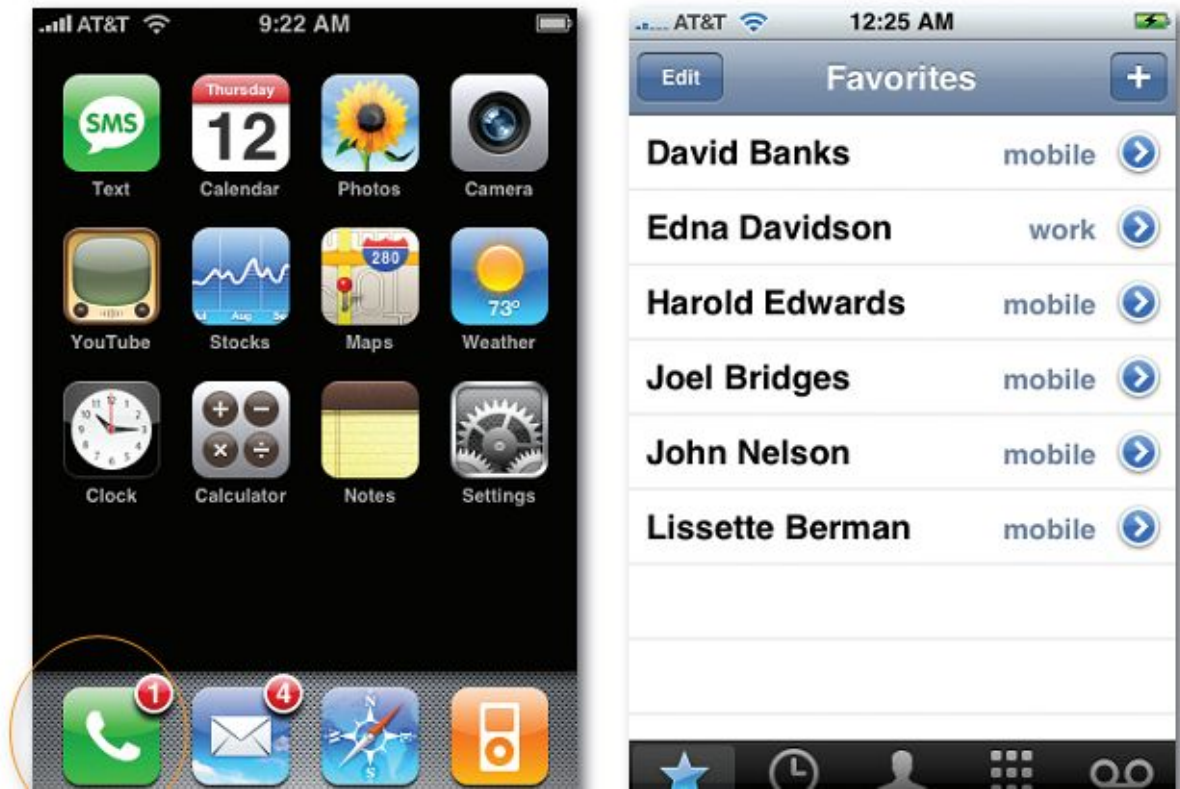 AT&T 9:22 AM
SMS
Thursday
12
280
73°
Text Calendar Photos Camera
YouTube Stocks Maps Weather
Aug
Clock Calculator Notes Settings
1
4
N
S
AT&T 12:25 AM
Edit Favorites +
David Banks mobile
Edna Davidson work
Harold Edwards mobile
Joel Bridges mobile
John Nelson mobile
Lissette Berman mobile